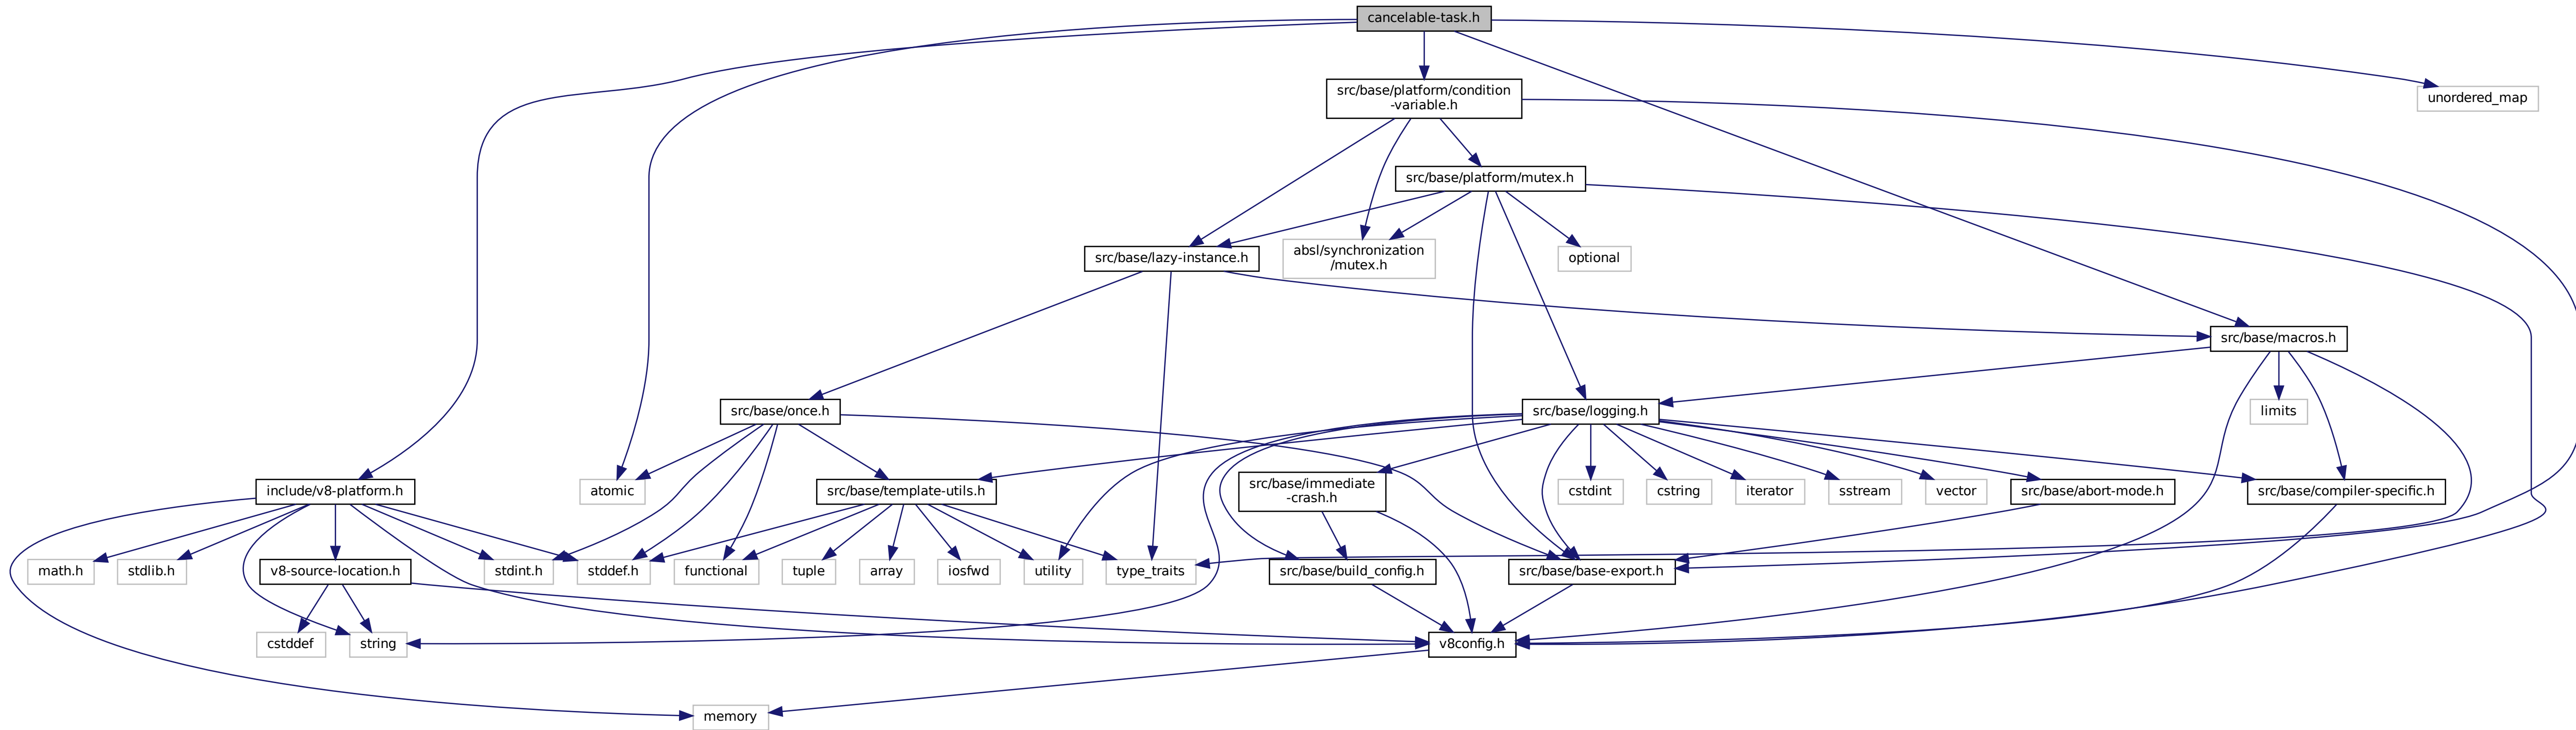 cancelable-task.h
src/base/platform/condition
-variable.h
unordered_map
src/base/platform/mutex.h
src/base/lazy-instance.h
absl/synchronization
/mutex.h
optional
src/base/macros.h
src/base/once.h
src/base/logging.h
limits
include/v8-platform.h
atomic
src/base/template-utils.h
src/base/immediate
-crash.h
cstdint
cstring
iterator
sstream
vector
src/base/abort-mode.h
src/base/compiler-specific.h
math.h
stdlib.h
v8-source-location.h
stdint.h
stddef.h
functional
tuple
array
iosfwd
utility
type_traits
src/base/build_config.h
src/base/base-export.h
cstddef
string
v8config.h
memory